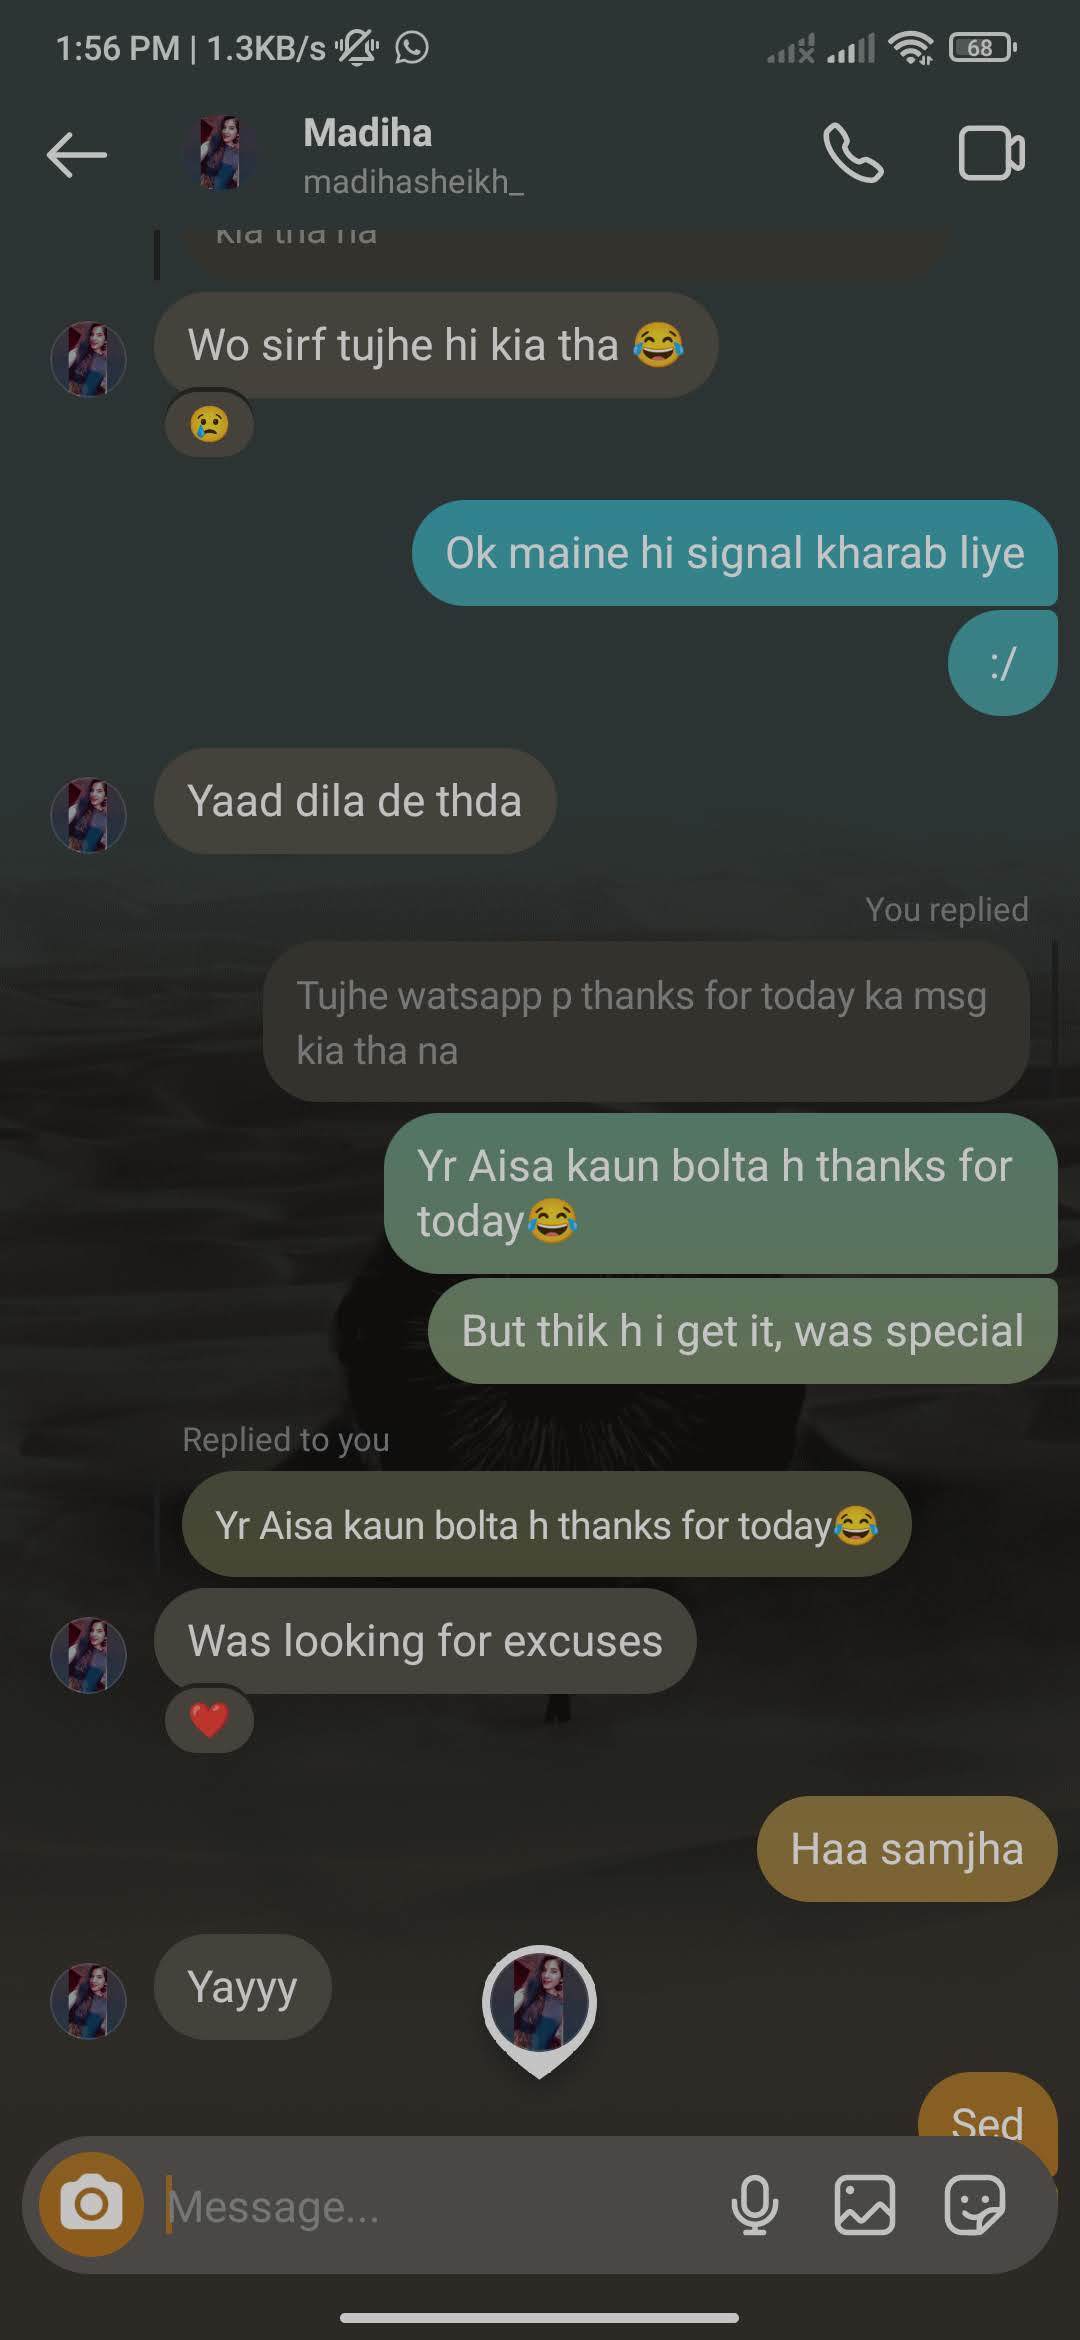 1:56 PM | 1.3KB/s
68
Madiha
madihasheikh_
kia tha na
Wo sirf tujhe hi kia tha 😂
😢
Ok maine hi signal kharab liye
:/
Yaad dila de thda
You replied
Tujhe watsapp p thanks for today ka msg
kia tha na
Yr Aisa kaun bolta h thanks for
today😂
But thik h i get it, was special
Replied to you
Yr Aisa kaun bolta h thanks for today😂
Was looking for excuses
❤️
Haa samjha
Yayyy
Sed
Message...